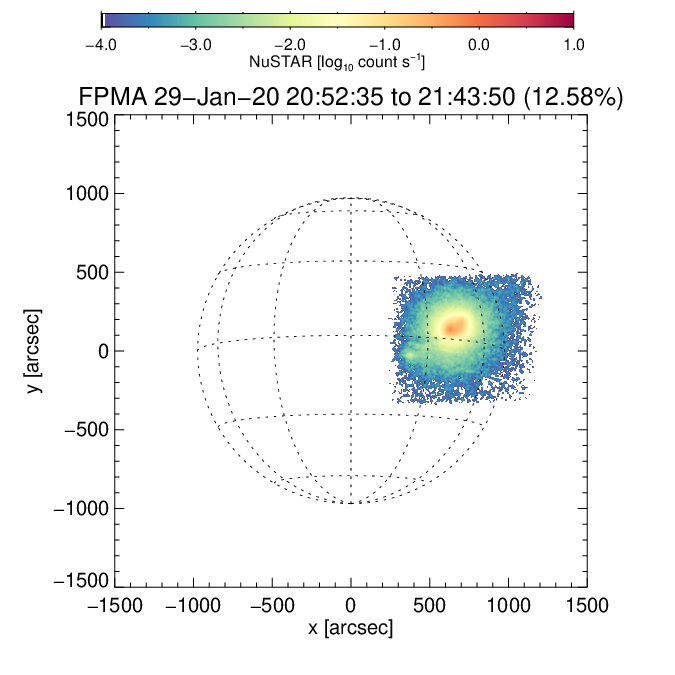 −4.0 −3.0 −2.0 −1.0 0.0 1.0
NuSTAR [log₁₀ count s⁻¹]
FPMA 29−Jan−20 20:52:35 to 21:43:50 (12.58%)
1500
1000
500
0
−500
−1000
−1500
y [arcsec]
−1500 −1000 −500 0 500 1000 1500
x [arcsec]